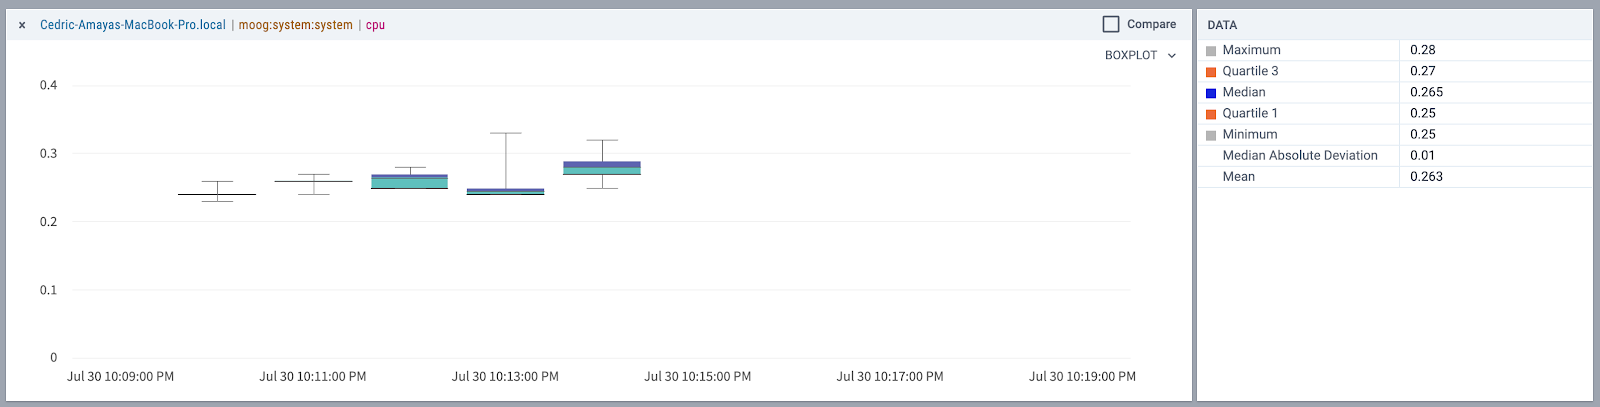 × Cedric-Amayas-MacBook-Pro.local | moog:system:system | cpu
Compare
BOXPLOT
0.4
0.3
0.2
0.1
0
Jul 30 10:09:00 PM Jul 30 10:11:00 PM Jul 30 10:13:00 PM Jul 30 10:15:00 PM Jul 30 10:17:00 PM Jul 30 10:19:00 PM
DATA
Maximum 0.28
Quartile 3 0.27
Median 0.265
Quartile 1 0.25
Minimum 0.25
Median Absolute Deviation 0.01
Mean 0.263